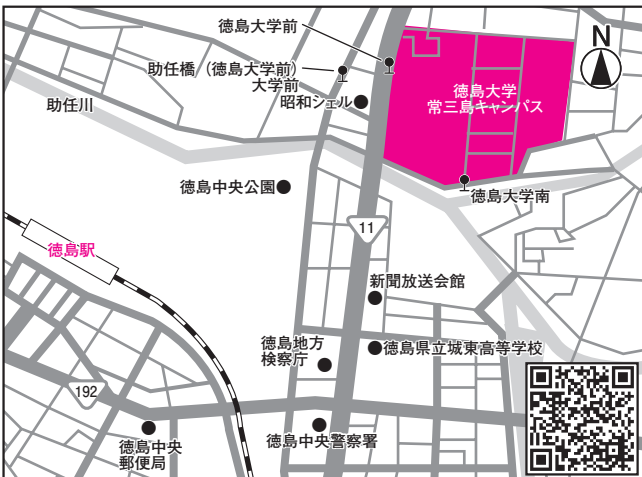 徳島大学前
助任橋（徳島大学前）
大学前
昭和シェル
N
徳島大学
常三島キャンパス
助任川
徳島中央公園
徳島大学南
11
徳島駅
新聞放送会館
徳島地方
検察庁
徳島県立城東高等学校
192
徳島中央
郵便局
徳島中央警察署